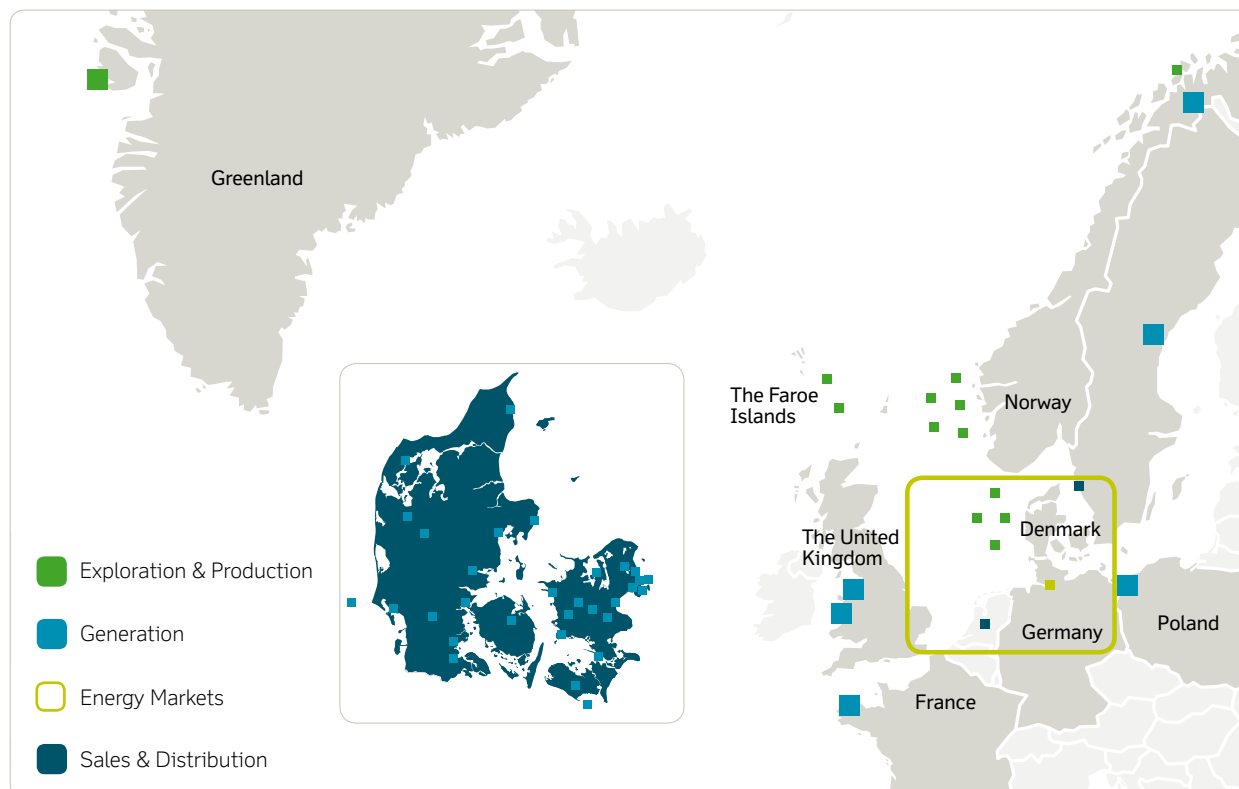 Greenland
The Faroe
Islands
Norway
The United
Kingdom
Denmark
Germany
Poland
France
Exploration & Production
Generation
Energy Markets
Sales & Distribution